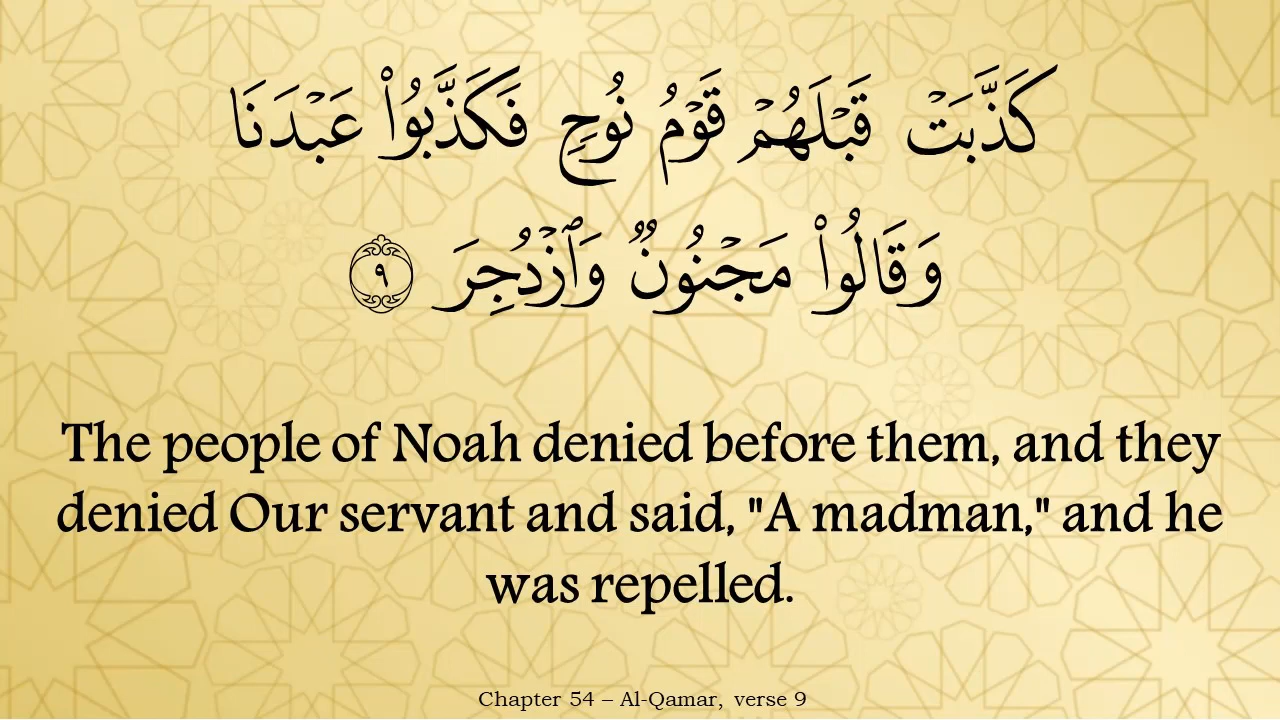 كَذَّبَتْ قَبْلَهُمْ قَوْمُ نُوحٍ فَكَذَّبُوا۟ عَبْدَنَا
وَقَالُوا۟ مَجْنُونٌ وَٱزْدُجِرَ ٩
The people of Noah denied before them, and they
denied Our servant and said, "A madman," and he
was repelled.
Chapter 54 – Al-Qamar, verse 9